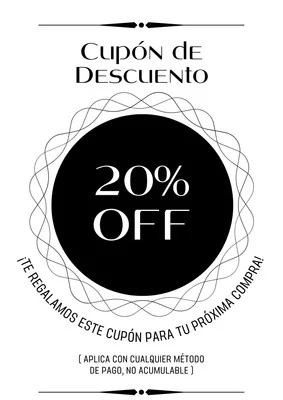 Cupón de
Descuento
20%
OFF
¡TE REGALAMOS ESTE CUPÓN PARA TU PRÓXIMA COMPRA!
( APLICA CON CUALQUIER MÉTODO
DE PAGO, NO ACUMULABLE )